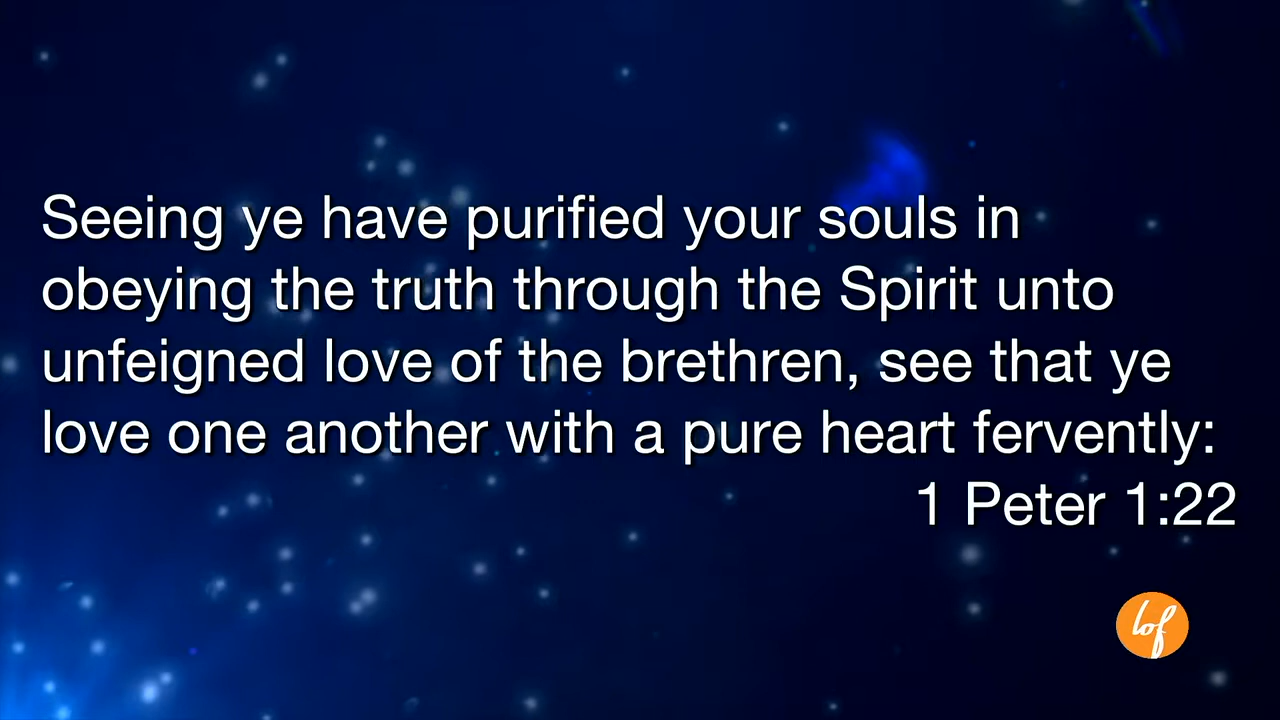 Seeing ye have purified your souls in
obeying the truth through the Spirit unto
unfeigned love of the brethren, see that ye
love one another with a pure heart fervently:
1 Peter 1:22
lof